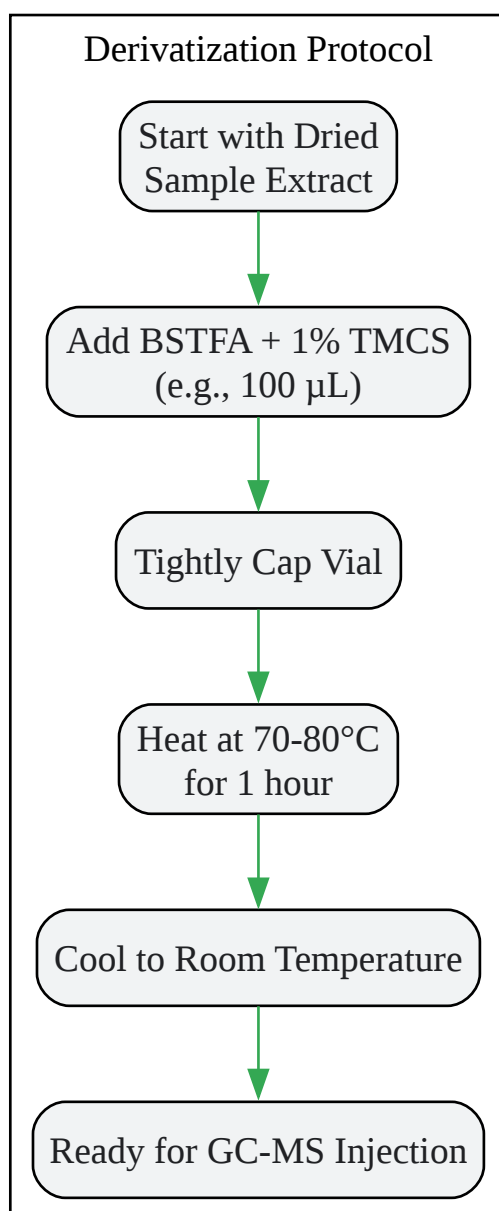 Derivatization Protocol
Start with Dried
Sample Extract
Add BSTFA + 1% TMCS
(e.g., 100 µL)
Tightly Cap Vial
Heat at 70-80°C
for 1 hour
Cool to Room Temperature
Ready for GC-MS Injection